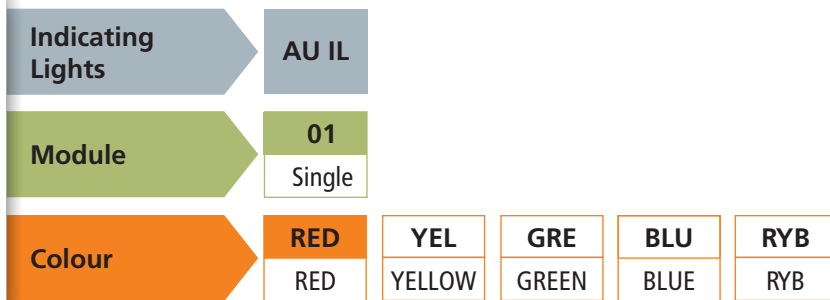 Indicating
Lights
AU IL
Module
01
Single
Colour
RED YEL GRE BLU RYB
RED YELLOW GREEN BLUE RYB